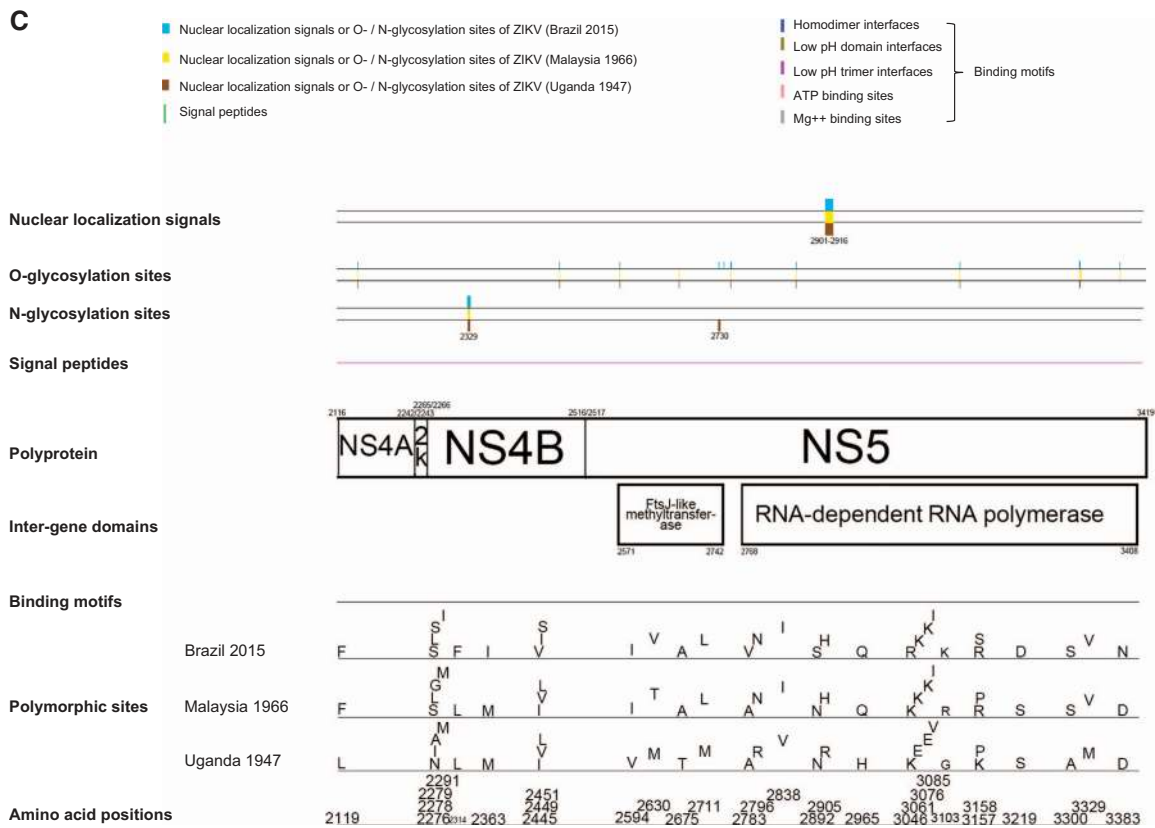 C
Nuclear localization signals or O- / N-glycosylation sites of ZIKV (Brazil 2015)
Nuclear localization signals or O- / N-glycosylation sites of ZIKV (Malaysia 1966)
Nuclear localization signals or O- / N-glycosylation sites of ZIKV (Uganda 1947)
Signal peptides
Homodimer interfaces
Low pH domain interfaces
Low pH trimer interfaces
ATP binding sites
Mg++ binding sites
Binding motifs
Nuclear localization signals
2901-2916
O-glycosylation sites
N-glycosylation sites
2329 2730
Signal peptides
2265/2266
2116 2242/2243 2516/2517 3419
Polyprotein
NS4A 2k NS4B NS5
Inter-gene domains
FtsJ-like
methyltransfer-
ase
RNA-dependent RNA polymerase
2571 2742 2768 3408
Binding motifs
I
S S I K
L I V L N H K S V
Brazil 2015 F S F I V I A V S Q R K R D S N
M I
G L T I K
L V L N H K P V
Polymorphic sites Malaysia 1966 F S L M I I A A N Q K R R S S D
M V
A L V E
I V M M R R E P M
Uganda 1947 L N L M I V T A N H K G K S A D
2291 3085
2279 2451 2838 3076
2278 2449 2630 2711 2796 2905 3061 3158 3329
Amino acid positions 2119 2276 2314 2363 2445 2594 2675 2783 2892 2965 3046 3103 3157 3219 3300 3383